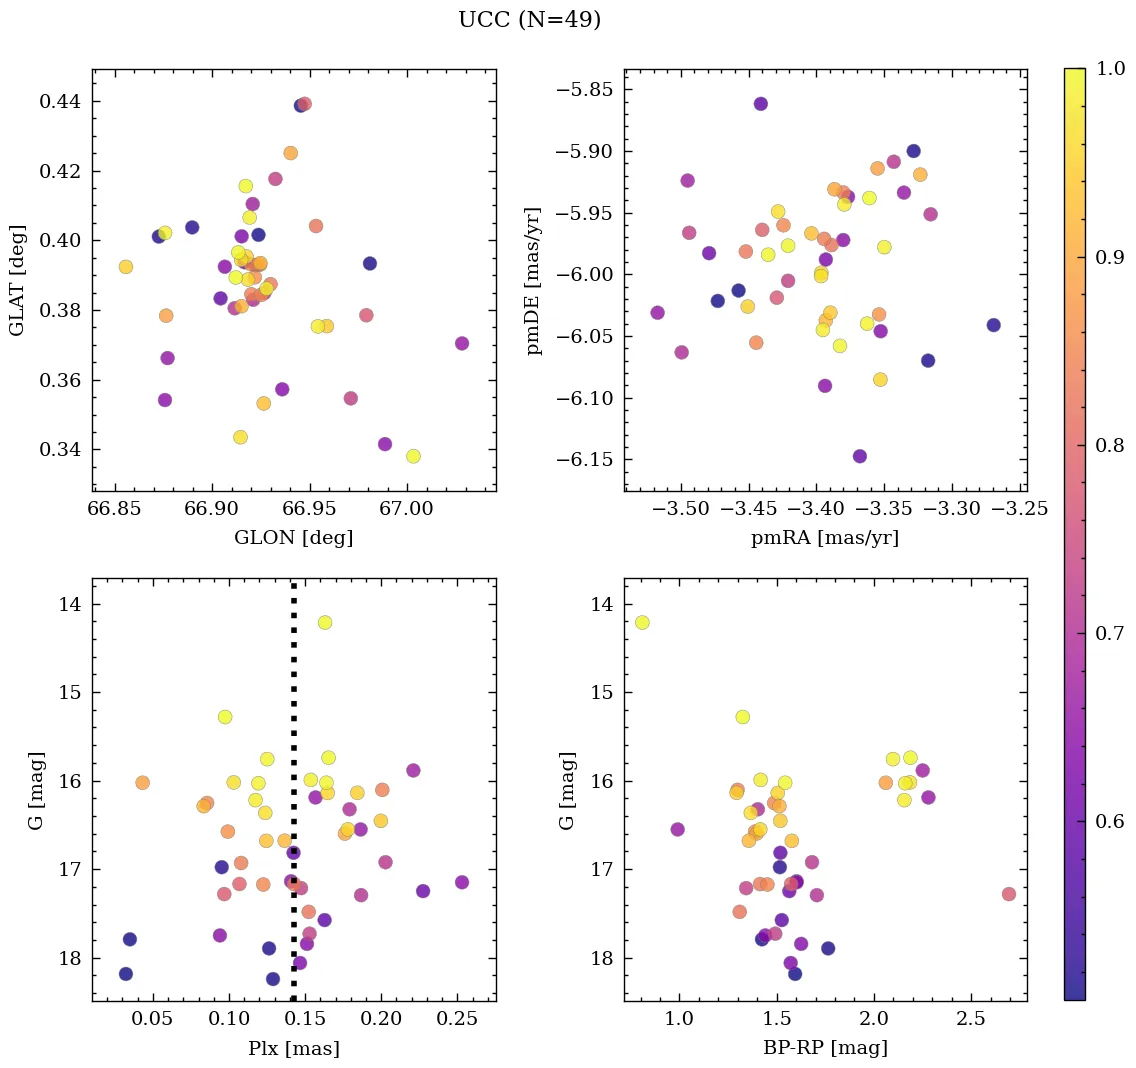 UCC (N=49)
0.44
0.42
0.40
0.38
0.36
0.34
GLAT [deg]
66.85 66.90 66.95 67.00
GLON [deg]
−5.85
−5.90
−5.95
−6.00
−6.05
−6.10
−6.15
pmDE [mas/yr]
−3.50 −3.45 −3.40 −3.35 −3.30 −3.25
pmRA [mas/yr]
14
15
16
17
18
G [mag]
0.05 0.10 0.15 0.20 0.25
Plx [mas]
14
15
16
17
18
G [mag]
1.0 1.5 2.0 2.5
BP-RP [mag]
1.0
0.9
0.8
0.7
0.6